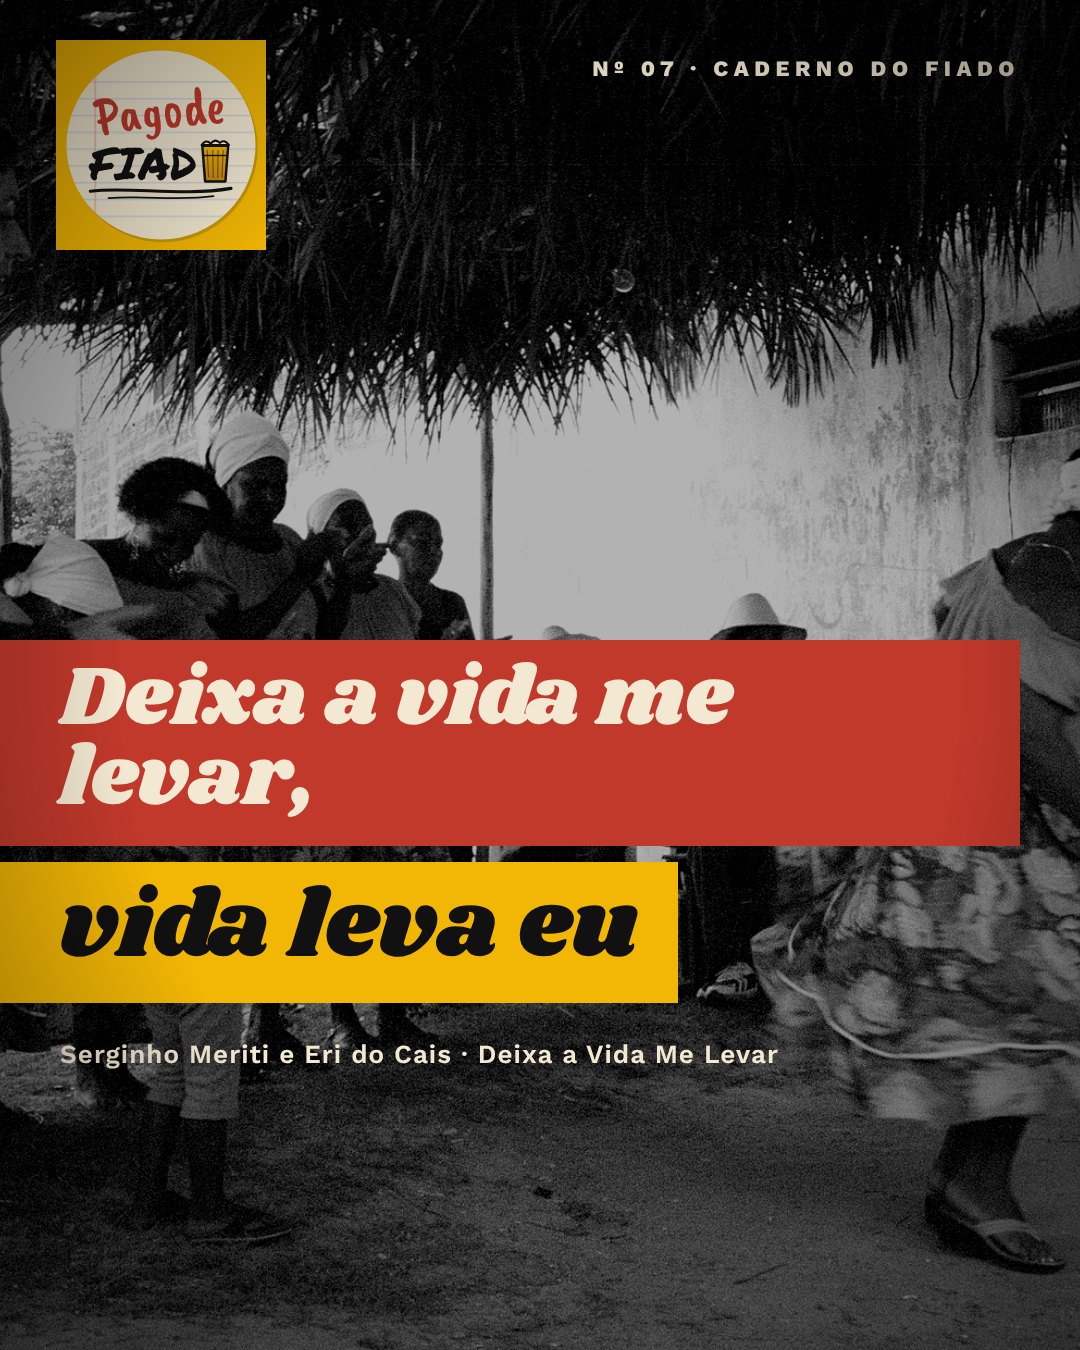 Nº 07 · CADERNO DO FIADO
Pagode
FIAD
Deixa a vida me
levar,
vida leva eu
Serginho Meriti e Eri do Cais · Deixa a Vida Me Levar